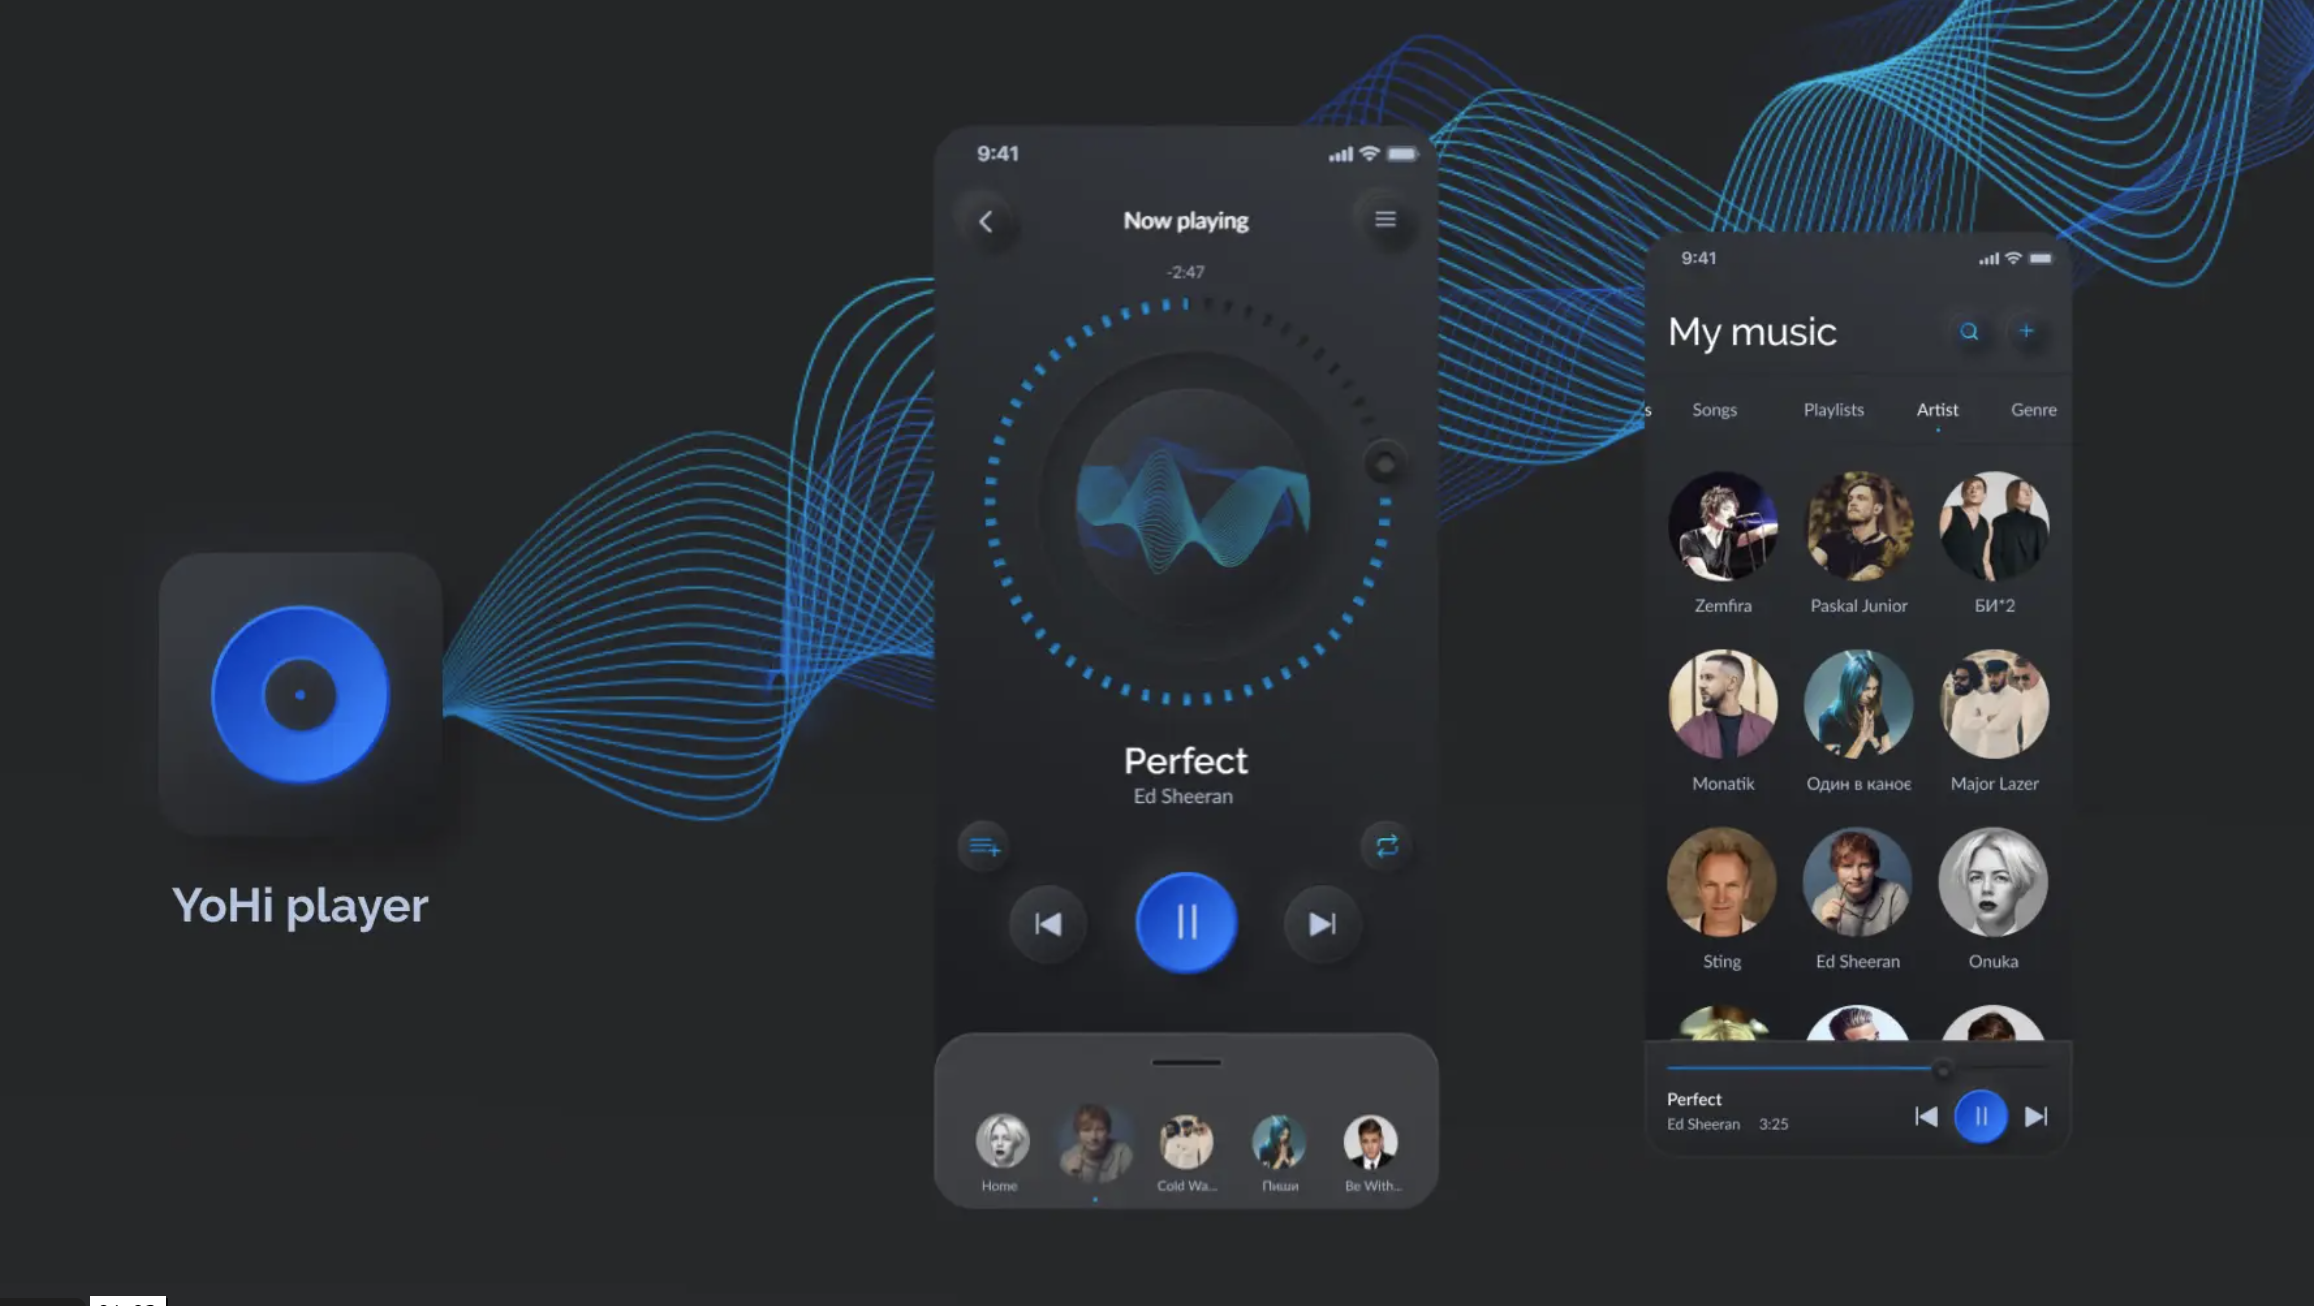 YoHi player
9:41
Now playing
-2:47
Perfect
Ed Sheeran
Home
Cold Wa...
Пиши
Be With...
9:41
My music
s Songs Playlists Artist Genre
Zemfira Paskal Junior БИ*2
Monatik Один в каноє Major Lazer
Sting Ed Sheeran Onuka
Perfect
Ed Sheeran 3:25